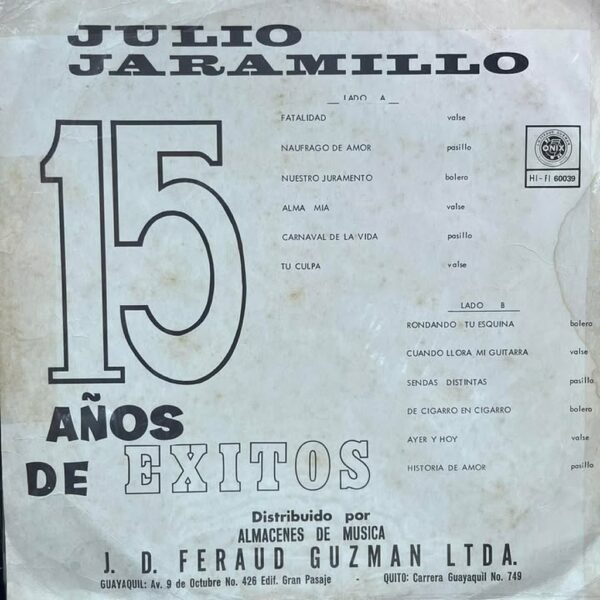 JULIO
JARAMILLO
LADO A
FATALIDAD valse
NAUFRAGO DE AMOR pasillo
NUESTRO JURAMENTO bolero
ALMA MIA valse
CARNAVAL DE LA VIDA pasillo
TU CULPA valse
ONIX
HI-FI 60039
LADO B
RONDANDO TU ESQUINA bolero
CUANDO LLORA MI GUITARRA valse
SENDAS DISTINTAS pasillo
DE CIGARRO EN CIGARRO bolero
AYER Y HOY valse
HISTORIA DE AMOR pasillo
15
AÑOS
DE EXITOS
Distribuido por
ALMACENES DE MUSICA
J. D. FERAUD GUZMAN LTDA.
GUAYAQUIL: Av. 9 de Octubre No. 426 Edif. Gran Pasaje - QUITO: Carrera Guayaquil No. 749